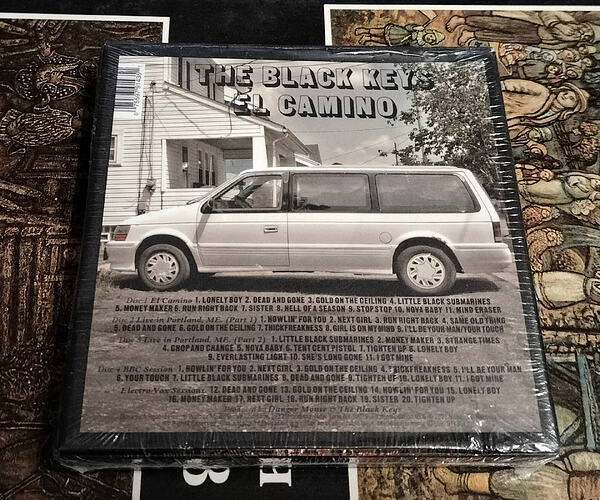 THE BLACK KEYS
EL CAMINO
Disc 1 El Camino 1. LONELY BOY 2. DEAD AND GONE 3. GOLD ON THE CEILING 4. LITTLE BLACK SUBMARINES
5. MONEY MAKER 6. RUN RIGHT BACK 7. SISTER 8. HELL OF A SEASON 9. STOP STOP 10. NOVA BABY 11. MIND ERASER
Disc 2 Live in Portland, ME. (Part 1) 1. HOWLIN' FOR YOU 2. NEXT GIRL 3. RUN RIGHT BACK 4. SAME OLD THING
5. DEAD AND GONE 6. GOLD ON THE CEILING 7. THICKFREAKNESS 8. GIRL IS ON MY MIND 9. I'LL BE YOUR MAN/YOUR TOUCH
Disc 3 Live in Portland, ME. (Part 2) 1. LITTLE BLACK SUBMARINES 2. MONEY MAKER 3. STRANGE TIMES
4. CHOP AND CHANGE 5. NOVA BABY 6. TEN CENT PISTOL 7. TIGHTEN UP 8. LONELY BOY
9. EVERLASTING LIGHT 10. SHE'S LONG GONE 11. I GOT MINE
Disc 4 BBC Session 1. HOWLIN' FOR YOU 2. NEXT GIRL 3. GOLD ON THE CEILING 4. THICKFREAKNESS 5. I'LL BE YOUR MAN
6. YOUR TOUCH 7. LITTLE BLACK SUBMARINES 8. DEAD AND GONE 9. TIGHTEN UP 10. LONELY BOY 11. I GOT MINE
Electro-Vox Sessions 12. DEAD AND GONE 13. GOLD ON THE CEILING 14. HOWLIN' FOR YOU 15. LONELY BOY
16. MONEY MAKER 17. NEXT GIRL 18. RUN RIGHT BACK 19. SISTER 20. TIGHTEN UP
Produced by Danger Mouse & The Black Keys